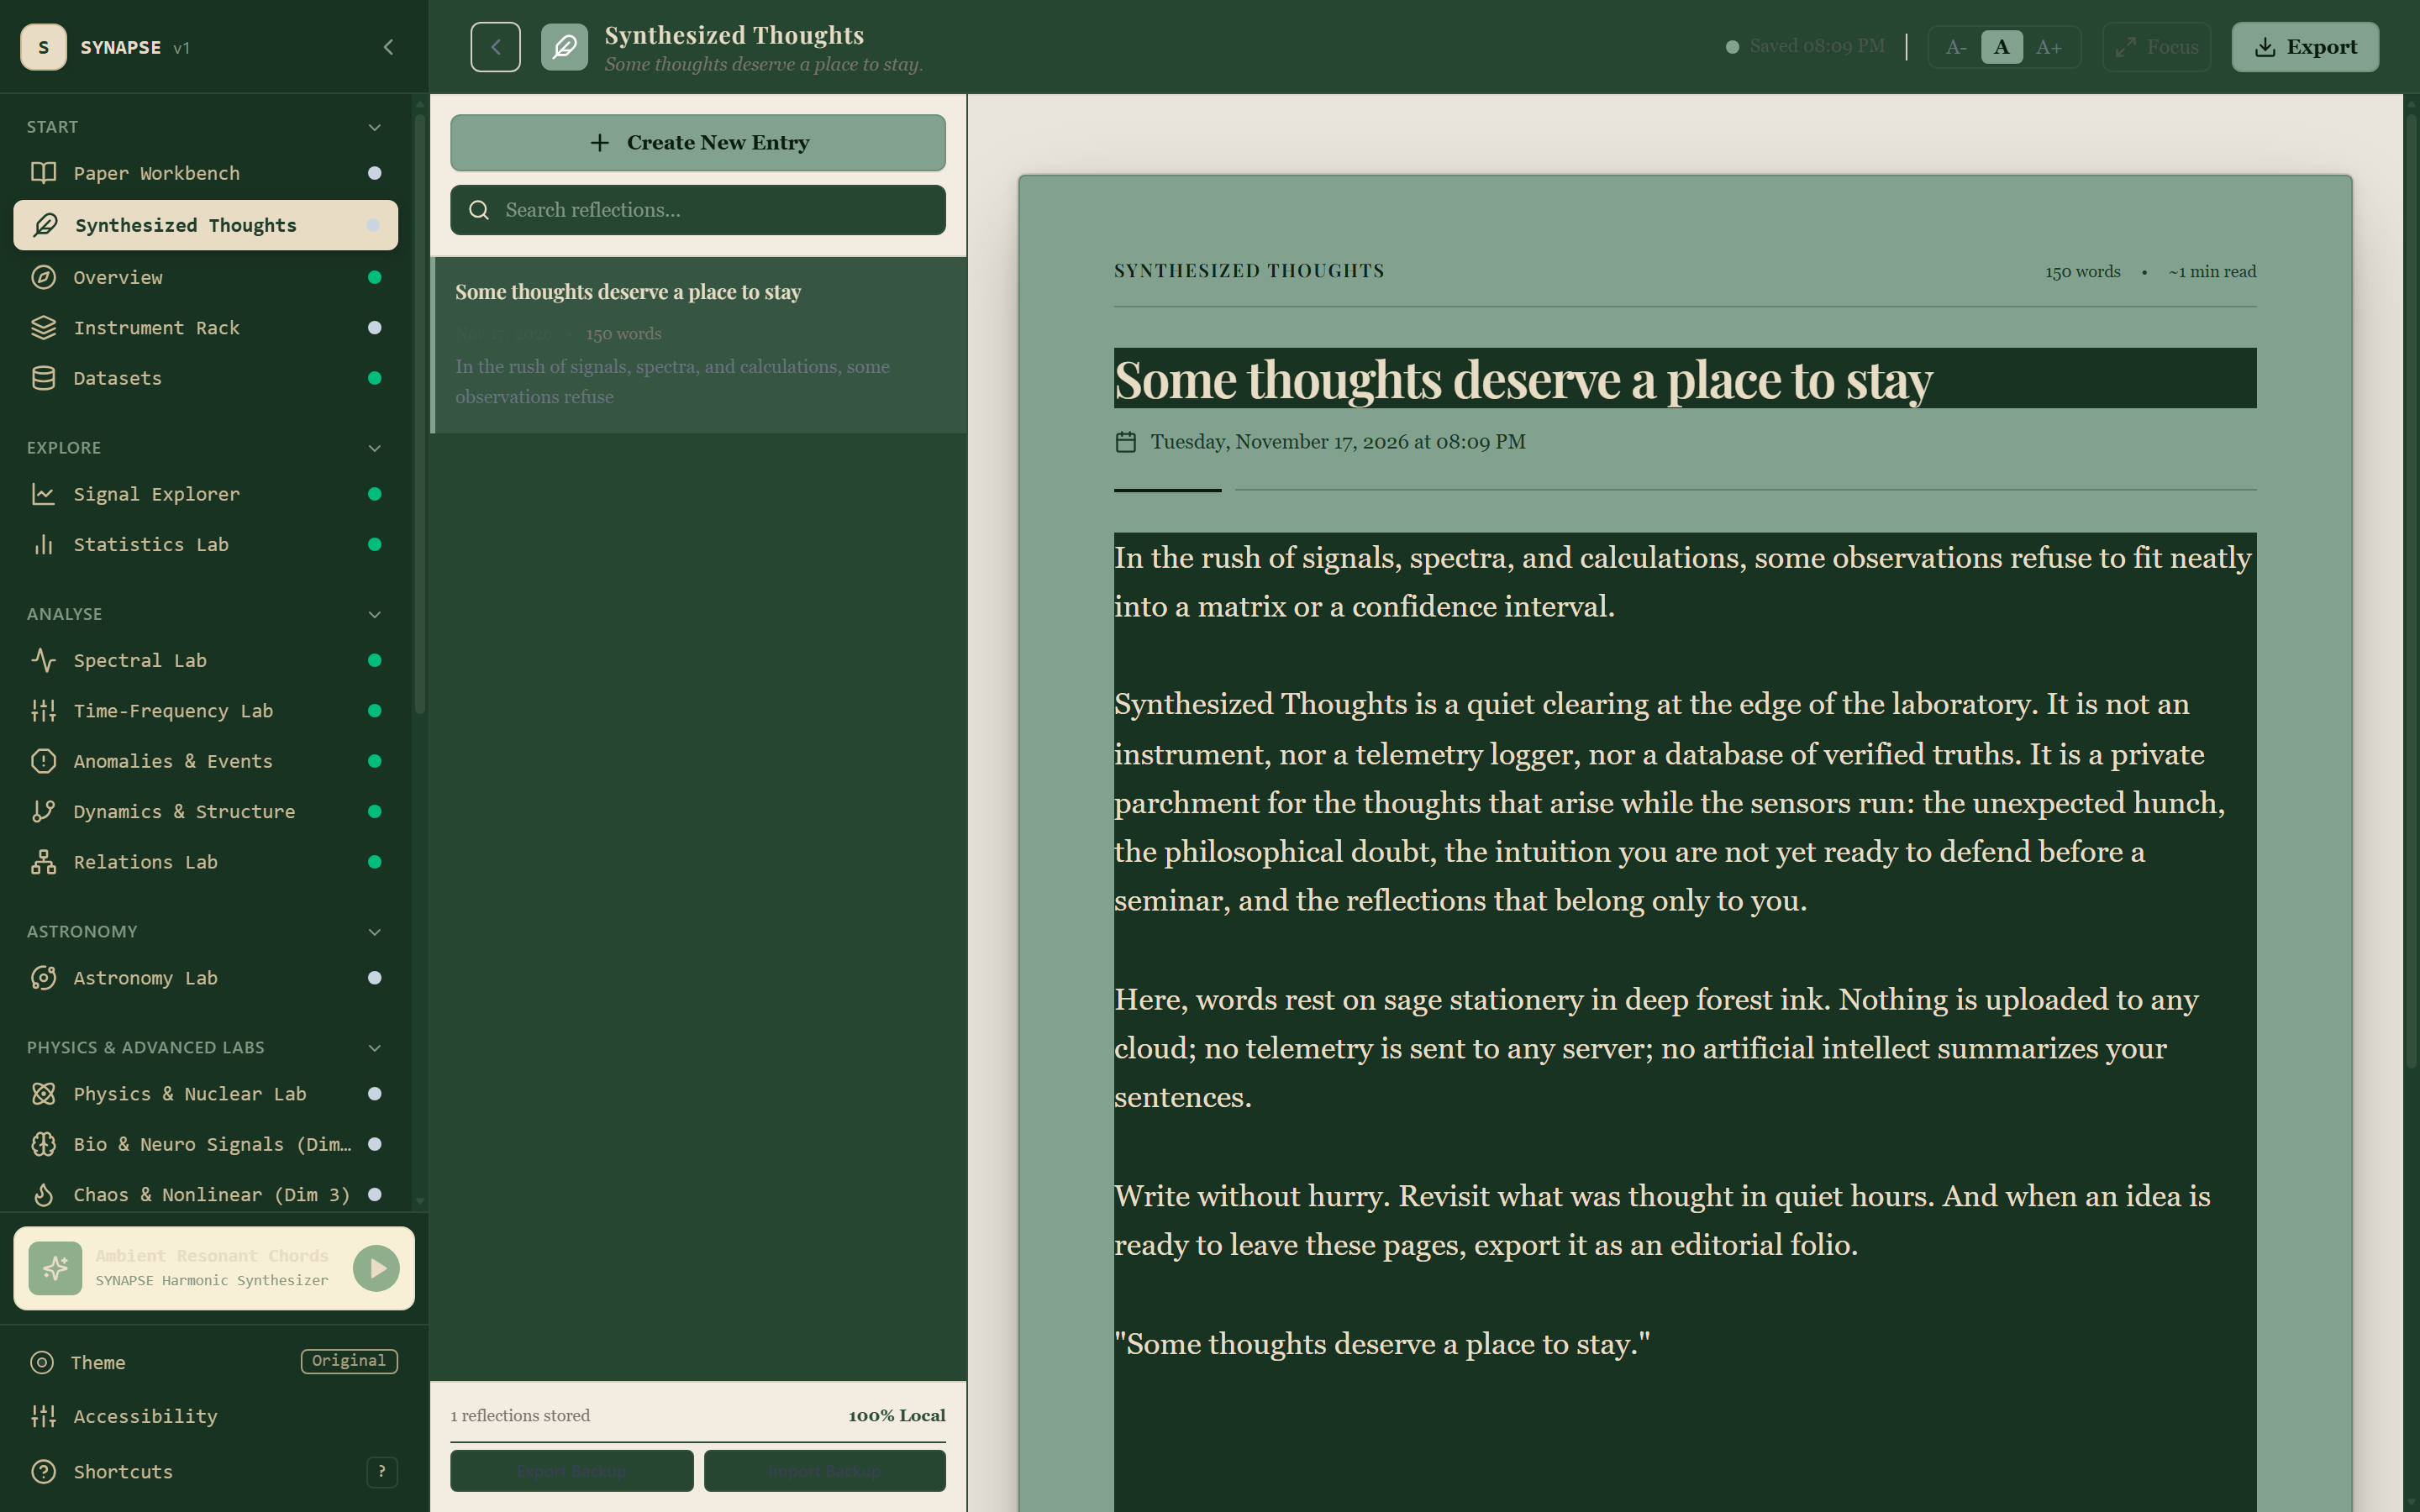 S SYNAPSE v1
START
Paper Workbench
Synthesized Thoughts
Overview
Instrument Rack
Datasets
EXPLORE
Signal Explorer
Statistics Lab
ANALYSE
Spectral Lab
Time-Frequency Lab
Anomalies & Events
Dynamics & Structure
Relations Lab
ASTRONOMY
Astronomy Lab
PHYSICS & ADVANCED LABS
Physics & Nuclear Lab
Bio & Neuro Signals (Dim…
Chaos & Nonlinear (Dim 3)
Ambient Resonant Chords
SYNAPSE Harmonic Synthesizer
Theme Original
Accessibility
Shortcuts ?
Synthesized Thoughts
Some thoughts deserve a place to stay.
Saved 08:09 PM A- A A+ Focus Export
Create New Entry
Search reflections...
Some thoughts deserve a place to stay
Nov 17, 2026 • 150 words
In the rush of signals, spectra, and calculations, some
observations refuse
1 reflections stored 100% Local
Export Backup Import Backup
SYNTHESIZED THOUGHTS 150 words • ~1 min read
Some thoughts deserve a place to stay
Tuesday, November 17, 2026 at 08:09 PM
In the rush of signals, spectra, and calculations, some observations refuse to fit neatly
into a matrix or a confidence interval.
Synthesized Thoughts is a quiet clearing at the edge of the laboratory. It is not an
instrument, nor a telemetry logger, nor a database of verified truths. It is a private
parchment for the thoughts that arise while the sensors run: the unexpected hunch,
the philosophical doubt, the intuition you are not yet ready to defend before a
seminar, and the reflections that belong only to you.
Here, words rest on sage stationery in deep forest ink. Nothing is uploaded to any
cloud; no telemetry is sent to any server; no artificial intellect summarizes your
sentences.
Write without hurry. Revisit what was thought in quiet hours. And when an idea is
ready to leave these pages, export it as an editorial folio.
"Some thoughts deserve a place to stay."